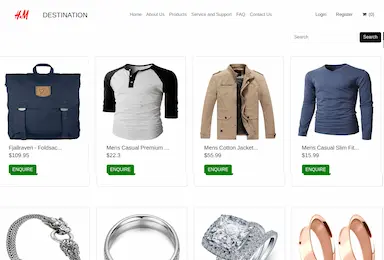 H&M DESTINATION Home About Us Products Service and Support FAQ Contact Us Login Register (0)
Search Search
Fjallraven - Foldsac... Mens Casual Premium ... Mens Cotton Jacket... Mens Casual Slim Fit...
$109.95 $22.3 $55.99 $15.99
ENQUIRE ENQUIRE ENQUIRE ENQUIRE